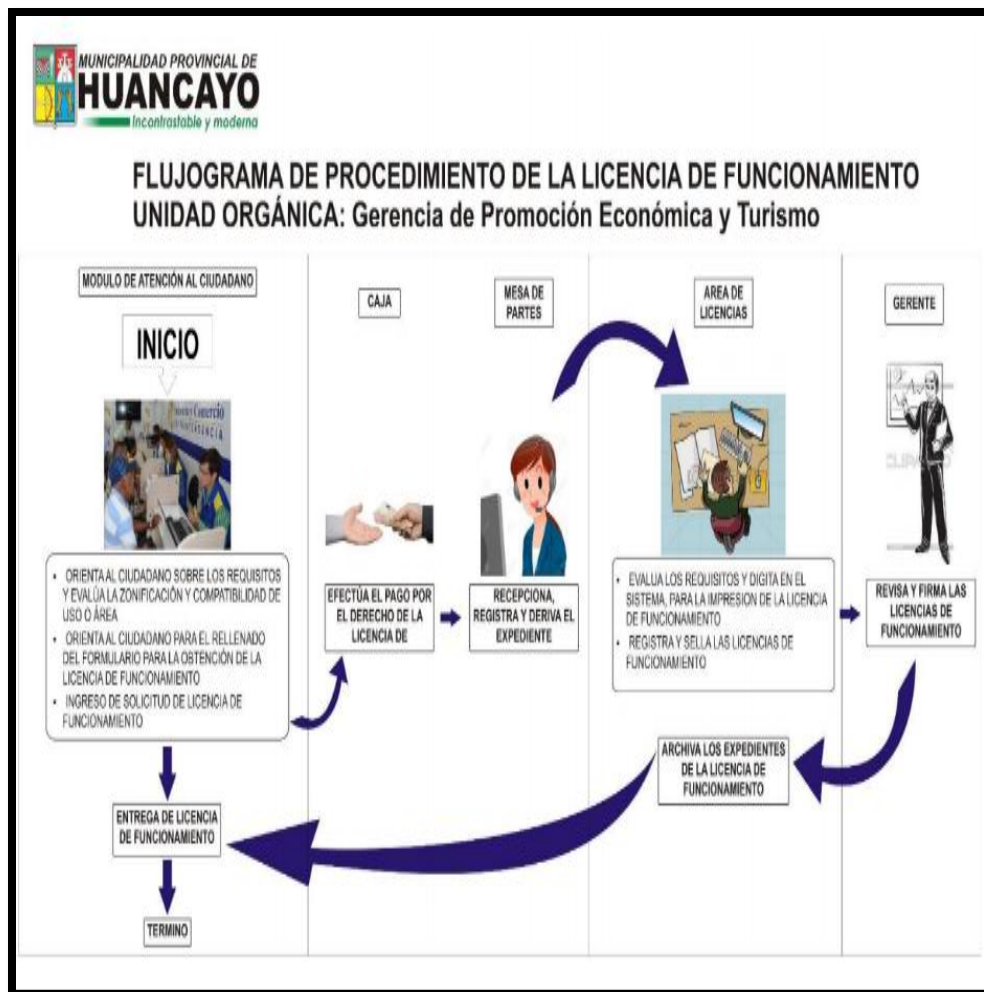 MUNICIPALIDAD PROVINCIAL DE
HUANCAYO
Incontrastable y moderna
FLUJOGRAMA DE PROCEDIMIENTO DE LA LICENCIA DE FUNCIONAMIENTO
UNIDAD ORGÁNICA: Gerencia de Promoción Económica y Turismo
MODULO DE ATENCIÓN AL CIUDADANO
INICIO
Comercio
• ORIENTA AL CIUDADANO SOBRE LOS REQUISITOS
Y EVALÚA LA ZONIFICACIÓN Y COMPATIBILIDAD DE
USO O ÁREA
• ORIENTA AL CIUDADANO PARA EL RELLENADO
DEL FORMULARIO PARA LA OBTENCIÓN DE LA
LICENCIA DE FUNCIONAMIENTO
• INGRESO DE SOLICITUD DE LICENCIA DE
FUNCIONAMIENTO
ENTREGA DE LICENCIA
DE FUNCIONAMIENTO
TERMINO
CAJA
EFECTÚA EL PAGO POR
EL DERECHO DE LA
LICENCIA DE
MESA DE
PARTES
RECEPCIONA,
REGISTRA Y DERIVA EL
EXPEDIENTE
AREA DE
LICENCIAS
• EVALUA LOS REQUISITOS Y DIGITA EN EL
SISTEMA, PARA LA IMPRESION DE LA LICENCIA
DE FUNCIONAMIENTO
• REGISTRA Y SELLA LAS LICENCIAS DE
FUNCIONAMIENTO
ARCHIVA LOS EXPEDIENTES
DE LA LICENCIA DE
FUNCIONAMIENTO
GERENTE
REVISA Y FIRMA LAS
LICENCIAS DE
FUNCIONAMIENTO